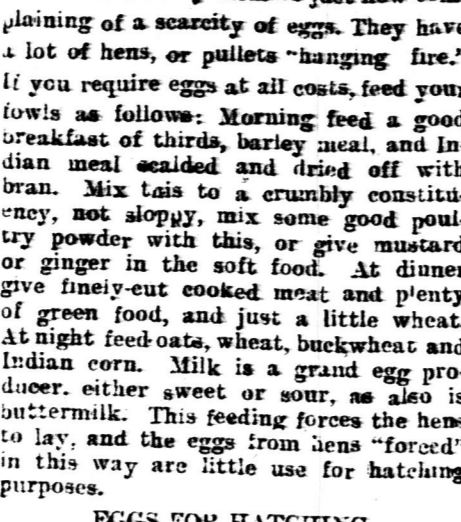 plaining of a scarcity of eggs. They have
a lot of hens, or pullets "hanging fire."
If you require eggs at all costs, feed your
fowls as follows: Morning feed a good
breakfast of thirds, barley meal, and In
dian meal scalded and dried off with
bran. Mix this to a crumbly constitu
ency, not sloppy, mix some good poul
try powder with this, or give mustard
or ginger in the soft food. At dinner
give finely-cut cooked meat and plenty
of green food, and just a little wheat.
At night feed oats, wheat, buckwheat and
Indian corn. Milk is a grand egg pro
ducer. either sweet or sour, as also is
buttermilk. This feeding forces the hens
to lay, and the eggs from hens "forced"
in this way are little use for hatching
purposes.
EGGS FOR HATCHING